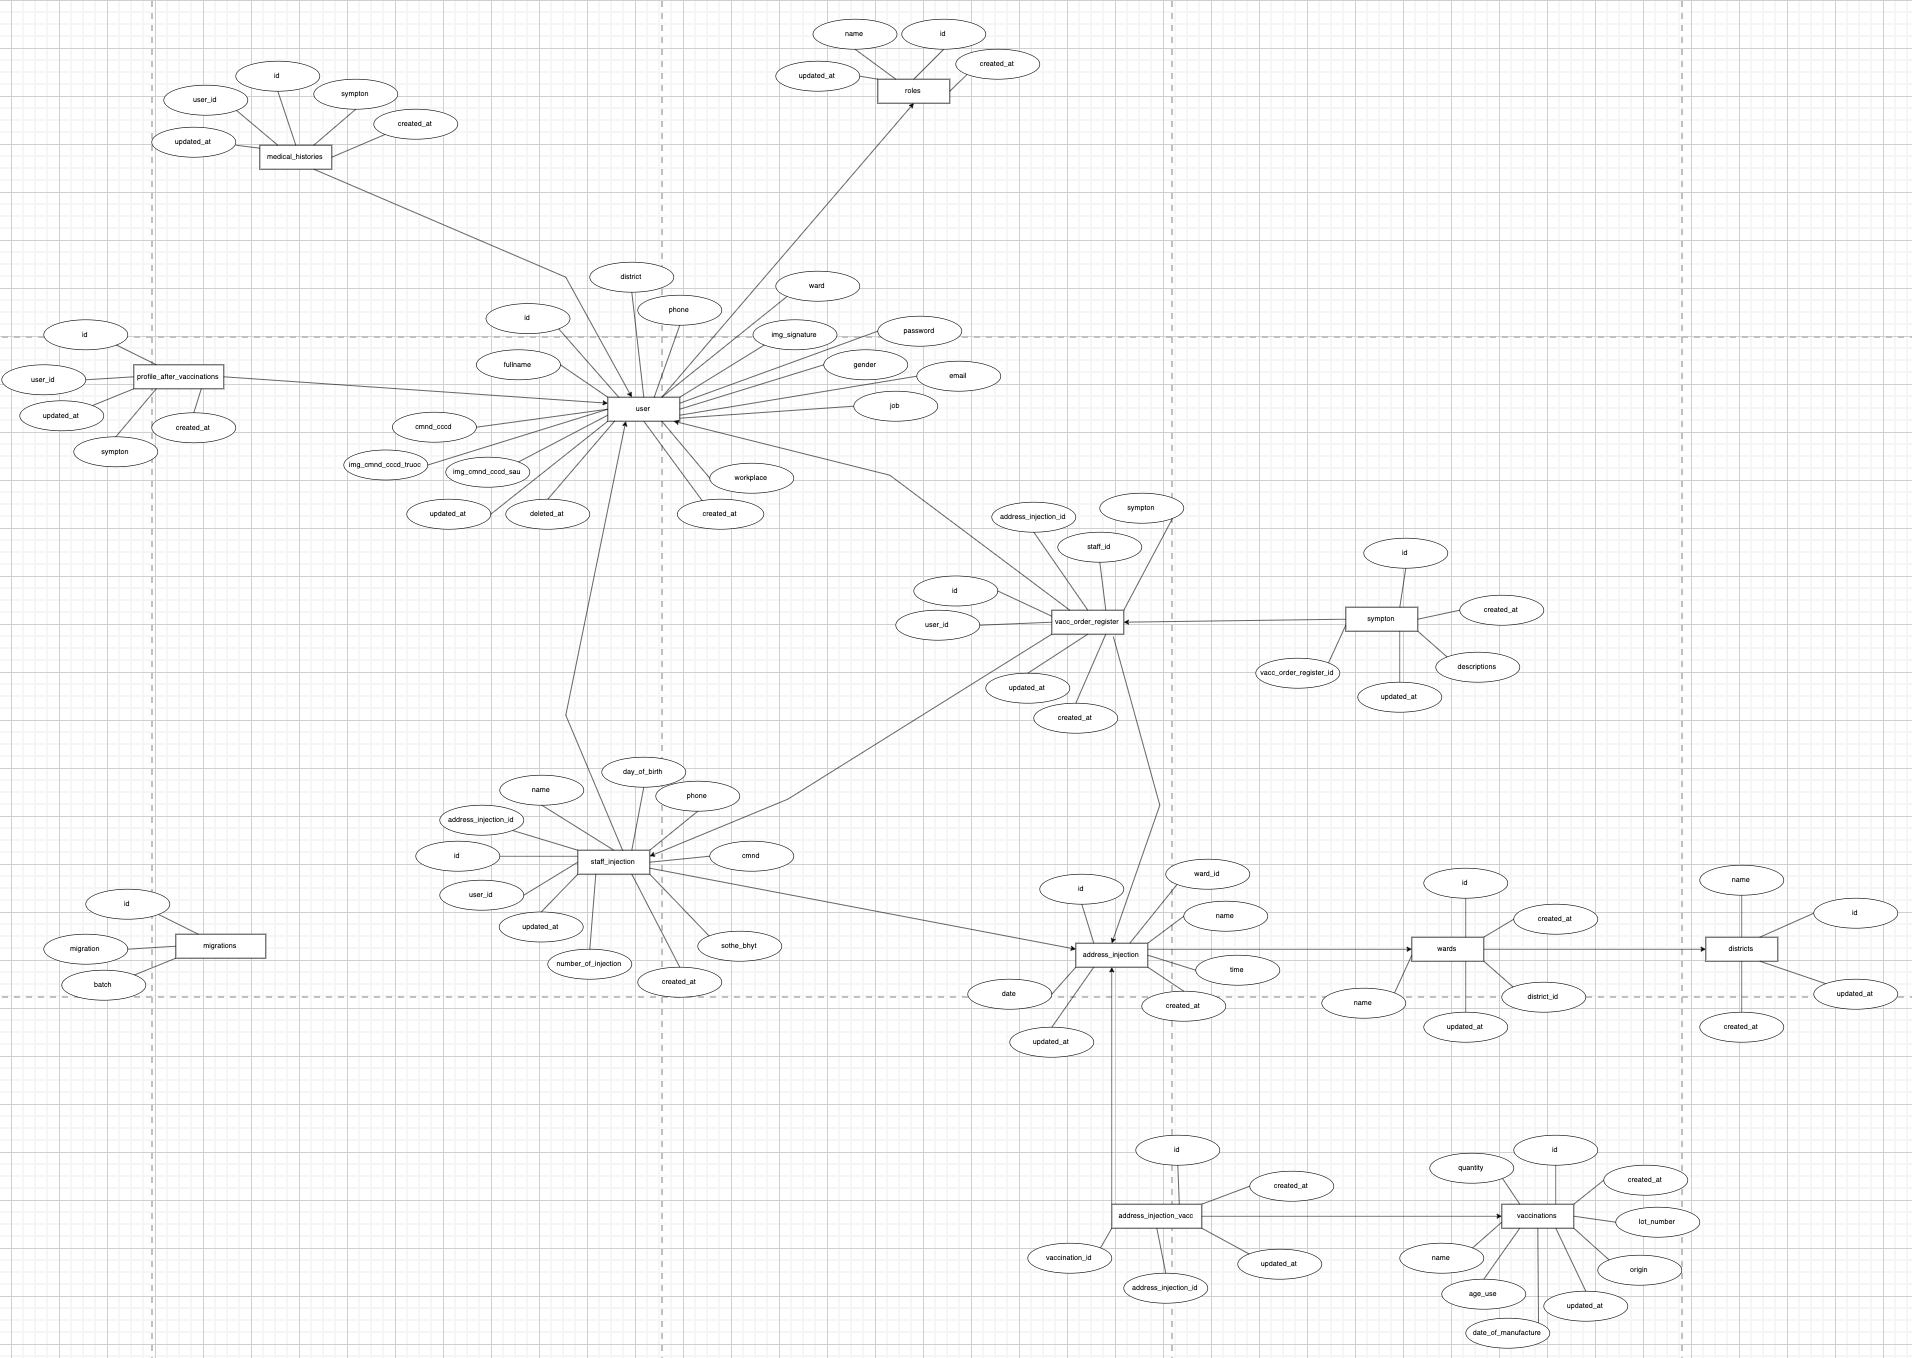 name
id
created_at
updated_at
roles
id
user_id
sympton
created_at
updated_at
medical_histories
district
phone
ward
id
img_signature
password
fullname
gender
email
job
user
cmnd_cccd
img_cmnd_cccd_truoc
img_cmnd_cccd_sau
workplace
updated_at
deleted_at
created_at
id
profile_after_vaccinations
user_id
updated_at
created_at
sympton
address_injection_id
sympton
staff_id
id
user_id
vacc_order_register
updated_at
created_at
id
created_at
sympton
vacc_order_register_id
descriptions
updated_at
day_of_birth
name
phone
address_injection_id
id
cmnd
staff_injection
user_id
updated_at
number_of_injection
sothe_bhyt
created_at
id
migration
migrations
batch
id
ward_id
name
address_injection
time
date
created_at
updated_at
id
created_at
wards
name
district_id
updated_at
name
id
districts
updated_at
created_at
id
created_at
address_injection_vacc
vaccination_id
updated_at
address_injection_id
quantity
id
created_at
vaccinations
lot_number
name
origin
age_use
updated_at
date_of_manufacture